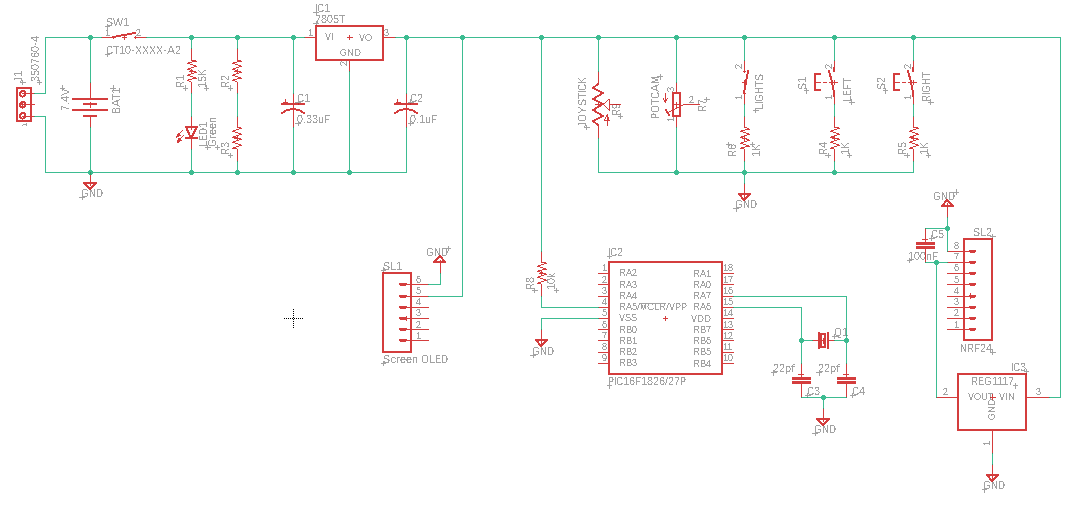 J1
350760-4
1
7.4V
BAT1
GND
SW1
1
2
CT10-XXXX-A2
R1
15K
LED1
Green
R2
R3
C1
0.33uF
IC1
7805T
1
VI
VO
3
GND
2
C2
0.1uF
JOYSTICK
R9
POTCAM
3
2
1
R7
2
1
LIGHTS
R6
1K
S1
2
1
LEFT
R4
1K
S2
2
1
RIGHT
R5
1K
GND
GND
SL1
6
5
4
3
2
1
Screen OLED
R8
10k
GND
IC2
1 RA2 RA1 18
2 RA3 RA0 17
3 RA4 RA7 16
4 RA5/MCLR/VPP RA6 15
5 VSS VDD 14
6 RB0 RB7 13
7 RB1 RB6 12
8 RB2 RB5 11
9 RB3 RB4 10
PIC16F1826/27P
Q1
22pf
C3
22pf
C4
GND
GND
C5
100nF
SL2
8
7
6
5
4
3
2
1
NRF24
IC3
REG1117
2
VOUT
VIN
3
GND
1
GND